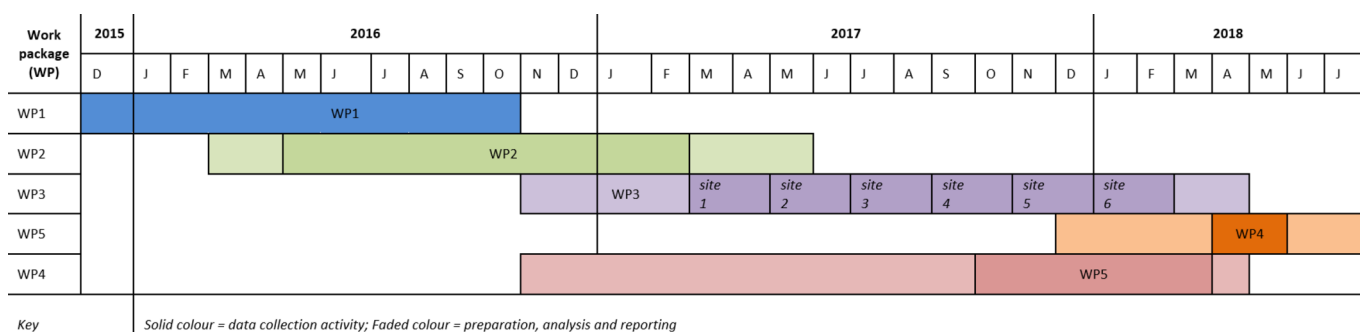 Work package (WP) 2015 2016 2017 2018
D J F M A M J J A S O N D J F M A M J J A S O N D J F M A M J J
WP1 WP1
WP2 WP2
WP3 WP3 site 1 site 2 site 3 site 4 site 5 site 6
WP5 WP4
WP4 WP5
Key Solid colour = data collection activity; Faded colour = preparation, analysis and reporting